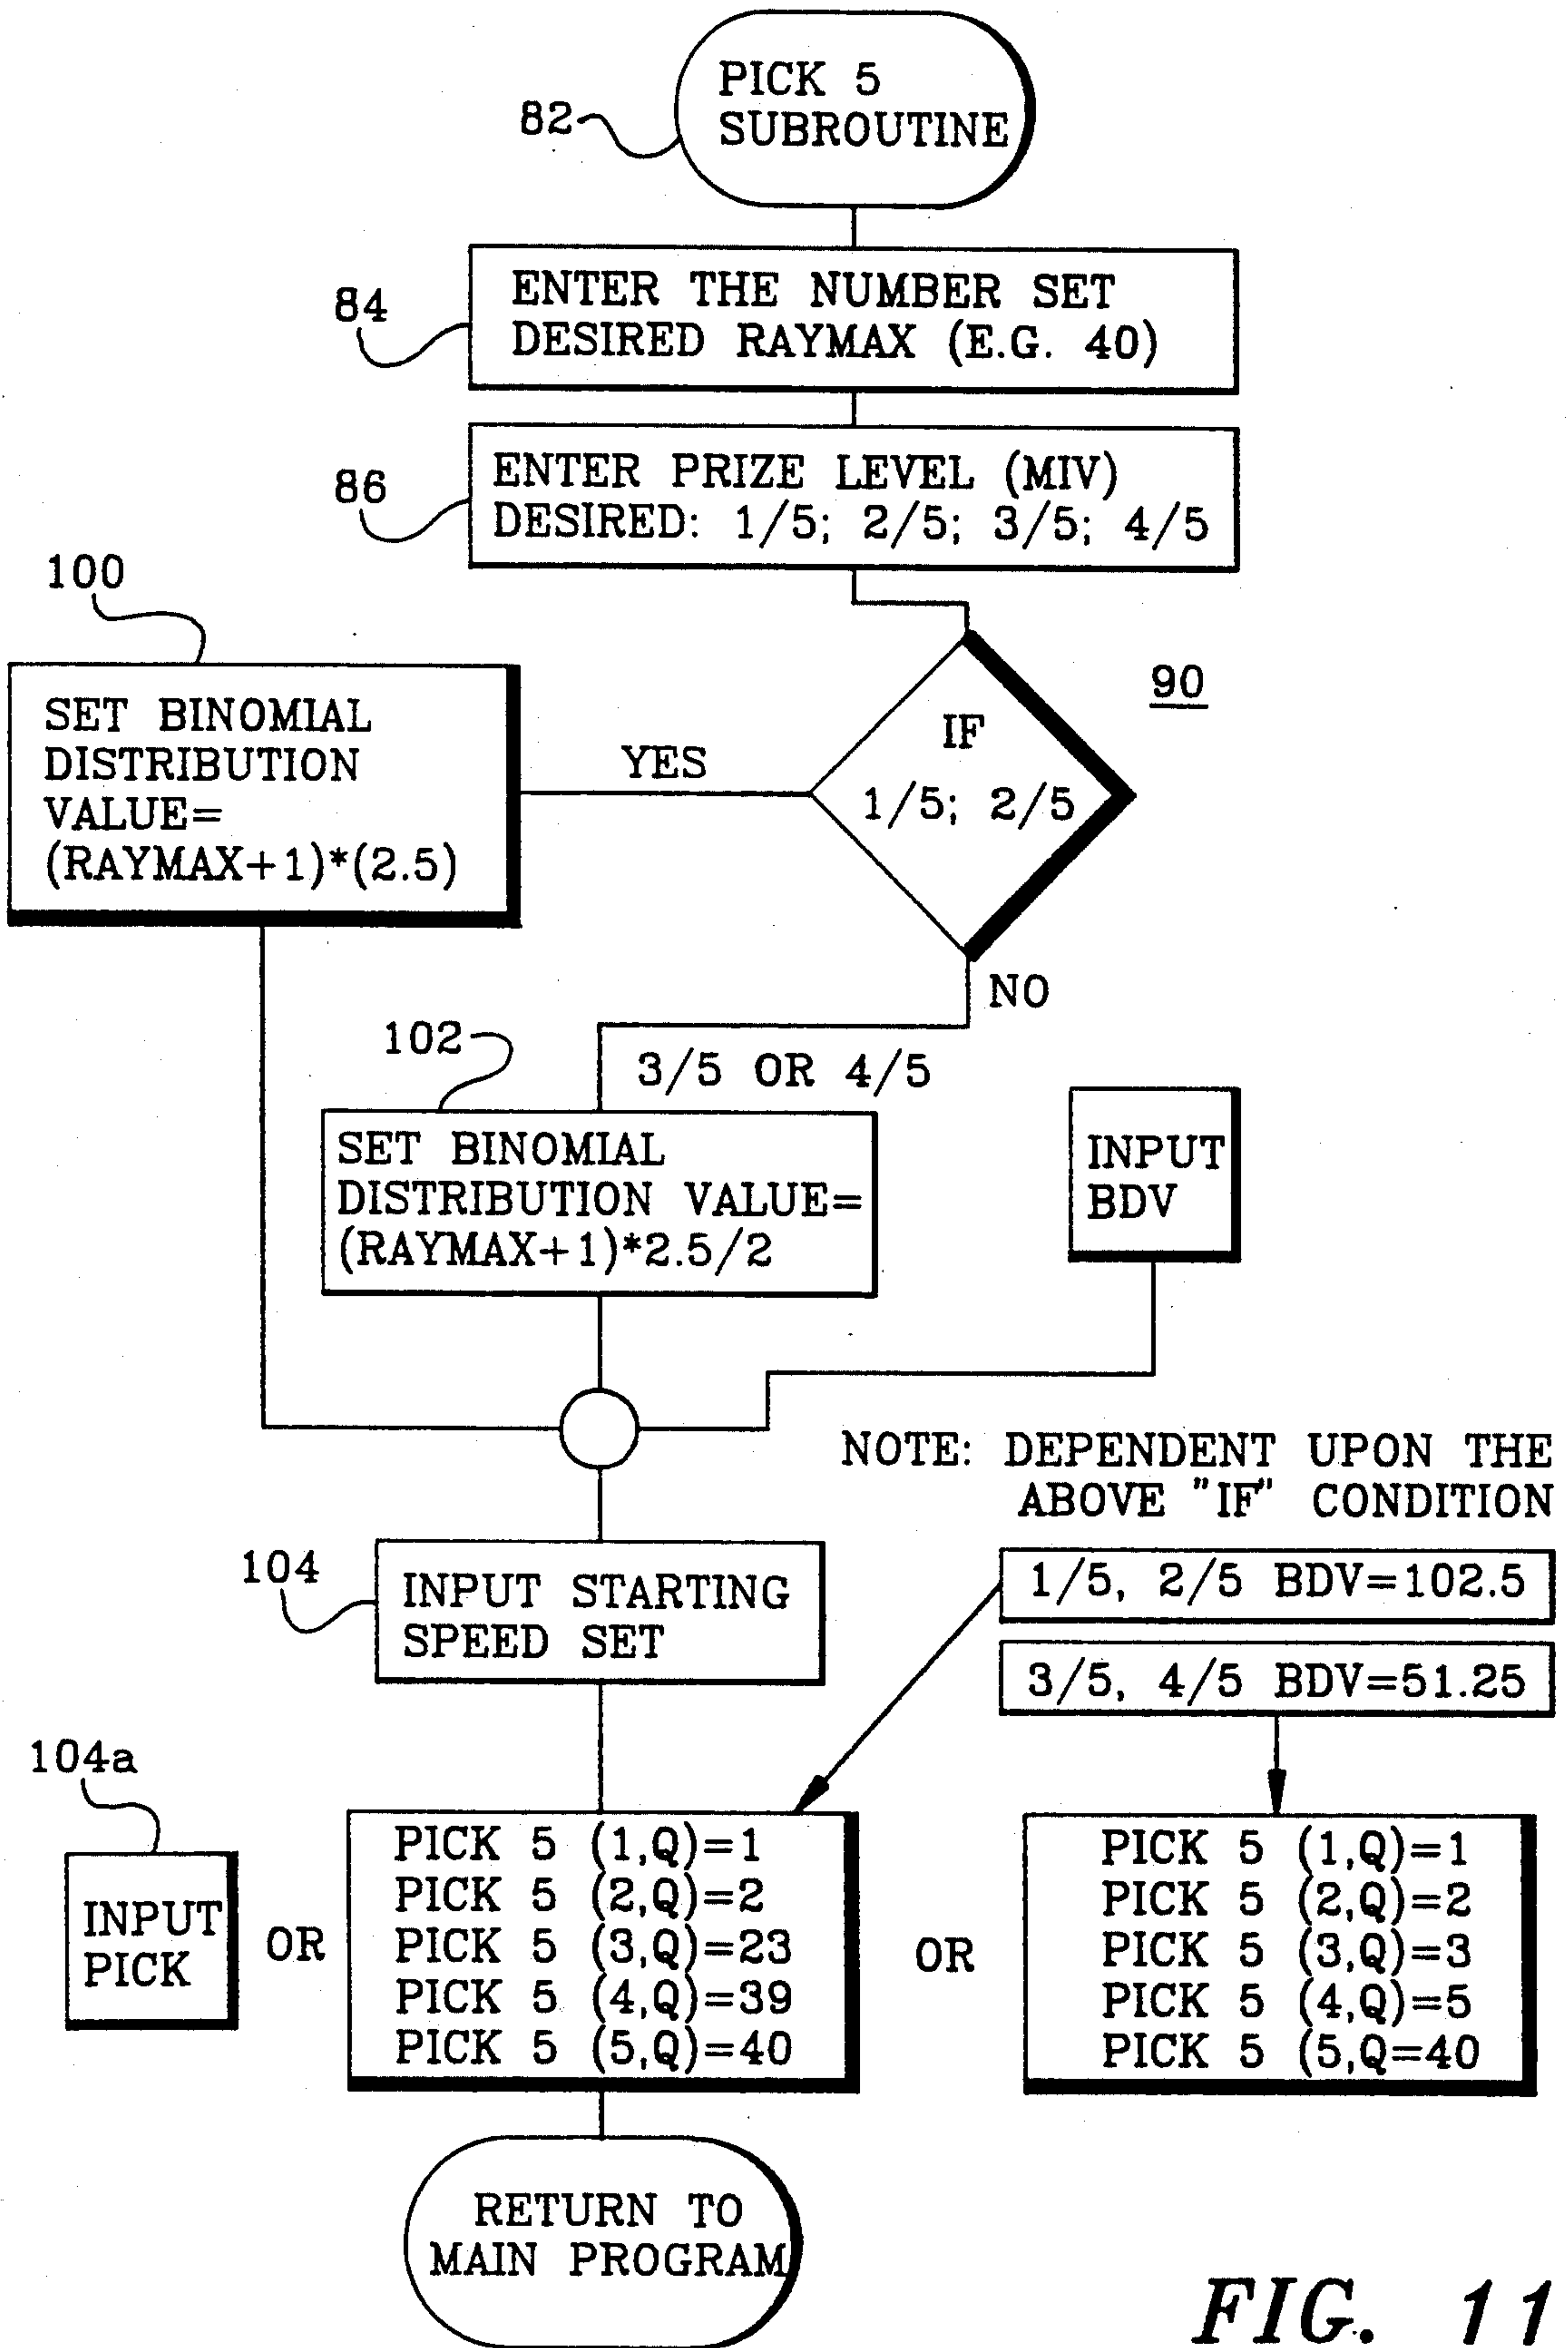 PICK 5
SUBROUTINE
82
84
ENTER THE NUMBER SET
DESIRED RAYMAX (E.G. 40)
86
ENTER PRIZE LEVEL (MIV)
DESIRED: 1/5; 2/5; 3/5; 4/5
100
90
SET BINOMIAL
DISTRIBUTION
VALUE=
(RAYMAX+1)*(2.5)
YES
IF
1/5; 2/5
NO
102
3/5 OR 4/5
SET BINOMIAL
DISTRIBUTION VALUE=
(RAYMAX+1)*2.5/2
INPUT
BDV
NOTE: DEPENDENT UPON THE
ABOVE "IF" CONDITION
104
INPUT STARTING
SPEED SET
1/5, 2/5 BDV=102.5
3/5, 4/5 BDV=51.25
104a
INPUT
PICK
OR
PICK 5 (1,Q)=1
PICK 5 (2,Q)=2
PICK 5 (3,Q)=23
PICK 5 (4,Q)=39
PICK 5 (5,Q)=40
OR
PICK 5 (1,Q)=1
PICK 5 (2,Q)=2
PICK 5 (3,Q)=3
PICK 5 (4,Q)=5
PICK 5 (5,Q=40
RETURN TO
MAIN PROGRAM
FIG. 11